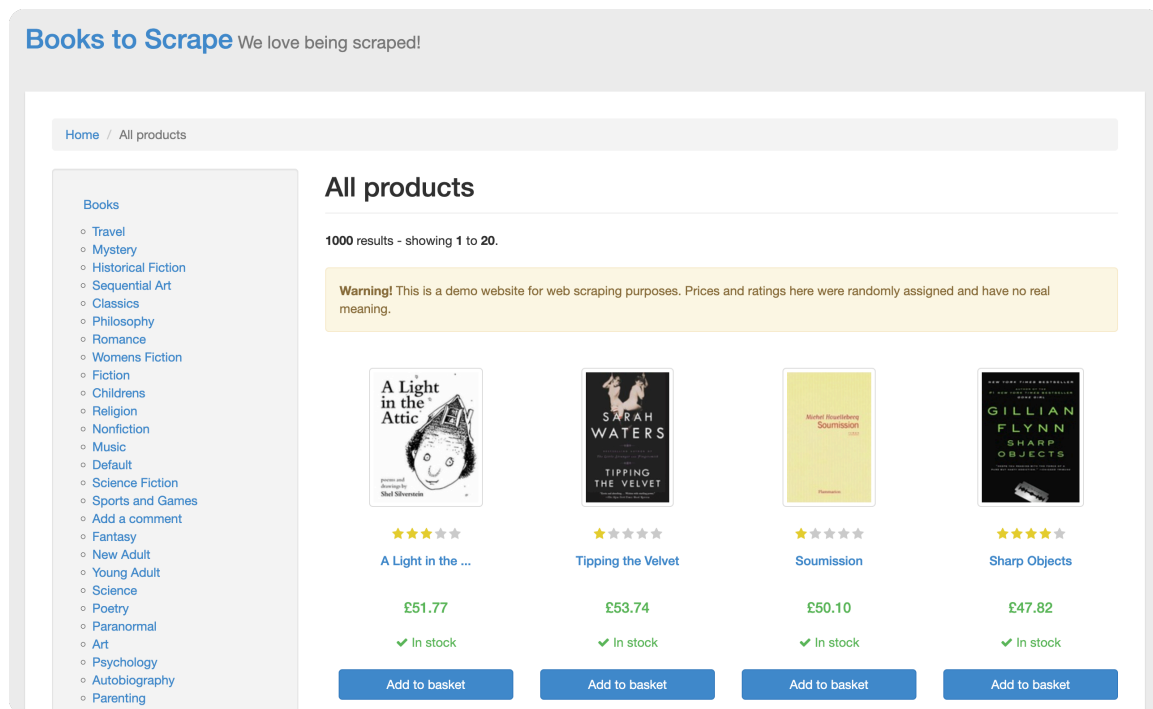 Books to Scrape We love being scraped!
Home / All products
Books
Travel
Mystery
Historical Fiction
Sequential Art
Classics
Philosophy
Romance
Womens Fiction
Fiction
Childrens
Religion
Nonfiction
Music
Default
Science Fiction
Sports and Games
Add a comment
Fantasy
New Adult
Young Adult
Science
Poetry
Paranormal
Art
Psychology
Autobiography
Parenting
All products
1000 results - showing 1 to 20.
Warning! This is a demo website for web scraping purposes. Prices and ratings here were randomly assigned and have no real
meaning.
A Light
in the
Attic
poems and
drawings by
Shel Silverstein
A Light in the ...
£51.77
In stock
Add to basket
SARAH
WATERS
TIPPING
THE VELVET
Tipping the Velvet
£53.74
In stock
Add to basket
Michel Houellebecq
Soumission
Flammarion
Soumission
£50.10
In stock
Add to basket
NEW YORK TIMES BESTSELLER
GILLIAN
FLYNN
SHARP
OBJECTS
Sharp Objects
£47.82
In stock
Add to basket